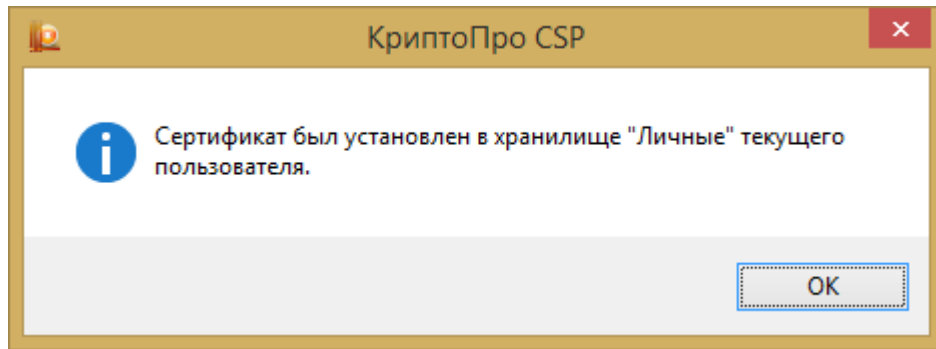 КриптоПро CSP
Сертификат был установлен в хранилище "Личные" текущего
пользователя.
OK